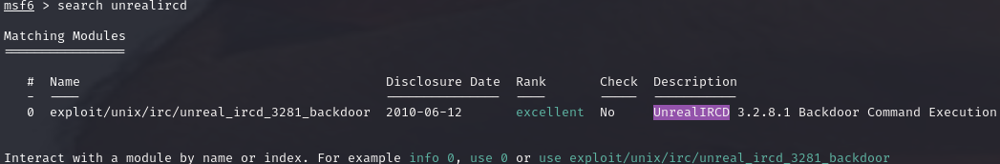 msf6 > search unrealircd
Matching Modules
================
# Name Disclosure Date Rank Check Description
- ---- --------------- ---- ----- -----------
0 exploit/unix/irc/unreal_ircd_3281_backdoor 2010-06-12 excellent No UnrealIRCD 3.2.8.1 Backdoor Command Execution
Interact with a module by name or index. For example info 0, use 0 or use exploit/unix/irc/unreal_ircd_3281_backdoor